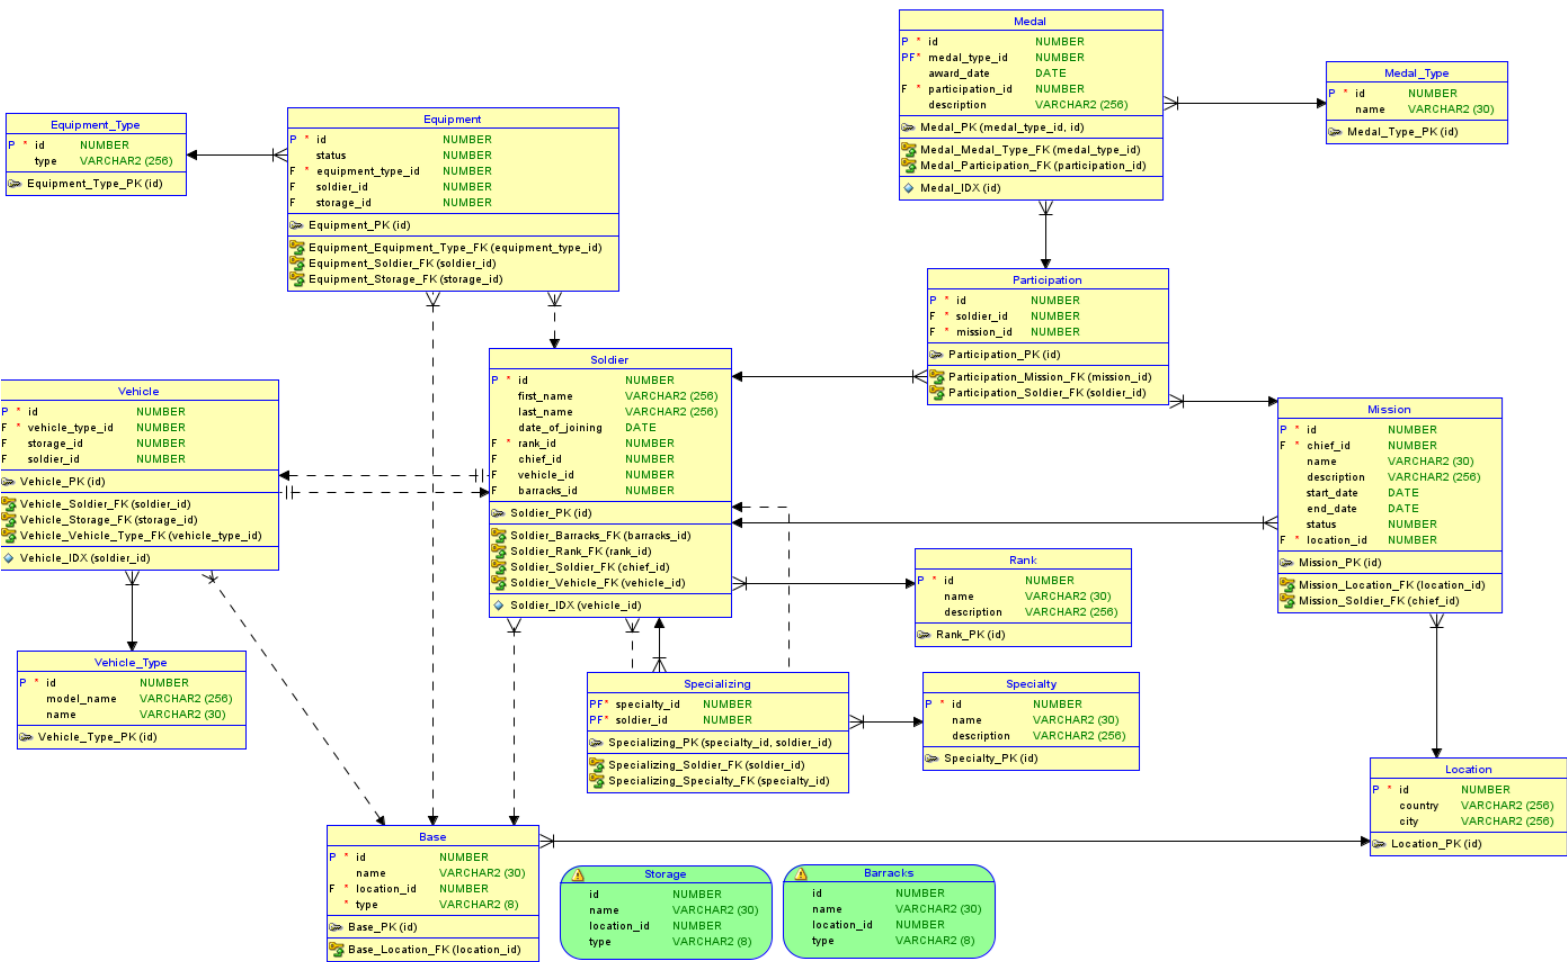 Medal
P * id NUMBER
PF* medal_type_id NUMBER
award_date DATE
F * participation_id NUMBER
description VARCHAR2 (256)
Medal_PK (medal_type_id, id)
Medal_Medal_Type_FK (medal_type_id)
Medal_Participation_FK (participation_id)
Medal_IDX (id)
Medal_Type
P * id NUMBER
name VARCHAR2 (30)
Medal_Type_PK (id)
Equipment_Type
P * id NUMBER
type VARCHAR2 (256)
Equipment_Type_PK (id)
Equipment
P * id NUMBER
status NUMBER
F * equipment_type_id NUMBER
F soldier_id NUMBER
F storage_id NUMBER
Equipment_PK (id)
Equipment_Equipment_Type_FK (equipment_type_id)
Equipment_Soldier_FK (soldier_id)
Equipment_Storage_FK (storage_id)
Participation
P * id NUMBER
F * soldier_id NUMBER
F * mission_id NUMBER
Participation_PK (id)
Participation_Mission_FK (mission_id)
Participation_Soldier_FK (soldier_id)
Soldier
P * id NUMBER
first_name VARCHAR2 (256)
last_name VARCHAR2 (256)
date_of_joining DATE
F * rank_id NUMBER
F chief_id NUMBER
F vehicle_id NUMBER
F barracks_id NUMBER
Soldier_PK (id)
Soldier_Barracks_FK (barracks_id)
Soldier_Rank_FK (rank_id)
Soldier_Soldier_FK (chief_id)
Soldier_Vehicle_FK (vehicle_id)
Soldier_IDX (vehicle_id)
Vehicle
P * id NUMBER
F * vehicle_type_id NUMBER
F storage_id NUMBER
F soldier_id NUMBER
Vehicle_PK (id)
Vehicle_Soldier_FK (soldier_id)
Vehicle_Storage_FK (storage_id)
Vehicle_Vehicle_Type_FK (vehicle_type_id)
Vehicle_IDX (soldier_id)
Mission
P * id NUMBER
F * chief_id NUMBER
name VARCHAR2 (30)
description VARCHAR2 (256)
start_date DATE
end_date DATE
status NUMBER
F * location_id NUMBER
Mission_PK (id)
Mission_Location_FK (location_id)
Mission_Soldier_FK (chief_id)
Rank
P * id NUMBER
name VARCHAR2 (30)
description VARCHAR2 (256)
Rank_PK (id)
Vehicle_Type
P * id NUMBER
model_name VARCHAR2 (256)
name VARCHAR2 (30)
Vehicle_Type_PK (id)
Specializing
PF* specialty_id NUMBER
PF* soldier_id NUMBER
Specializing_PK (specialty_id, soldier_id)
Specializing_Soldier_FK (soldier_id)
Specializing_Specialty_FK (specialty_id)
Specialty
P * id NUMBER
name VARCHAR2 (30)
description VARCHAR2 (256)
Specialty_PK (id)
Location
P * id NUMBER
country VARCHAR2 (256)
city VARCHAR2 (256)
Location_PK (id)
Base
P * id NUMBER
name VARCHAR2 (30)
F * location_id NUMBER
* type VARCHAR2 (8)
Base_PK (id)
Base_Location_FK (location_id)
Storage
id NUMBER
name VARCHAR2 (30)
location_id NUMBER
type VARCHAR2 (8)
Barracks
id NUMBER
name VARCHAR2 (30)
location_id NUMBER
type VARCHAR2 (8)